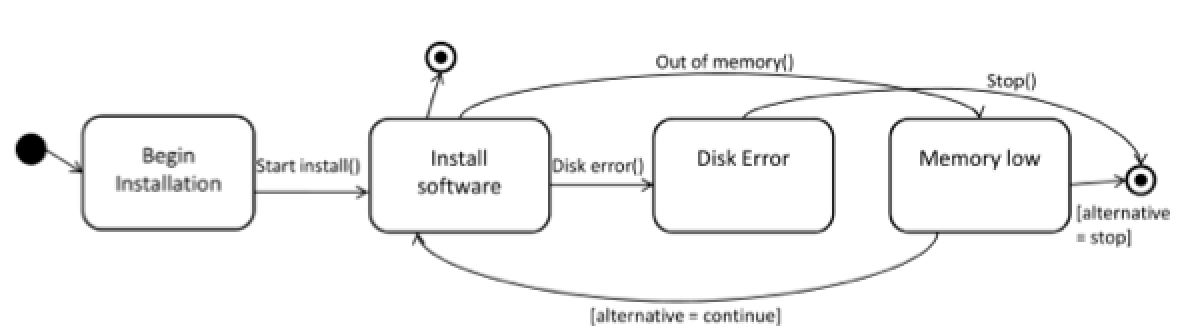 Out of memory()
Stop()
Begin
Installation
Start install()
Install
software
Disk error()
Disk Error
Memory low
[alternative
= stop]
[alternative = continue]